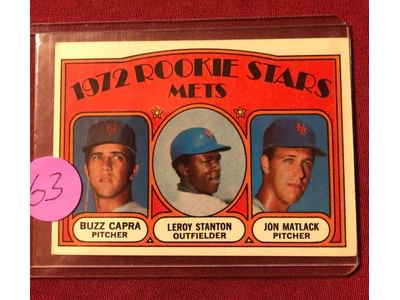 1972 ROOKIE STARS
METS
63
BUZZ CAPRA
PITCHER
LEROY STANTON
OUTFIELDER
JON MATLACK
PITCHER